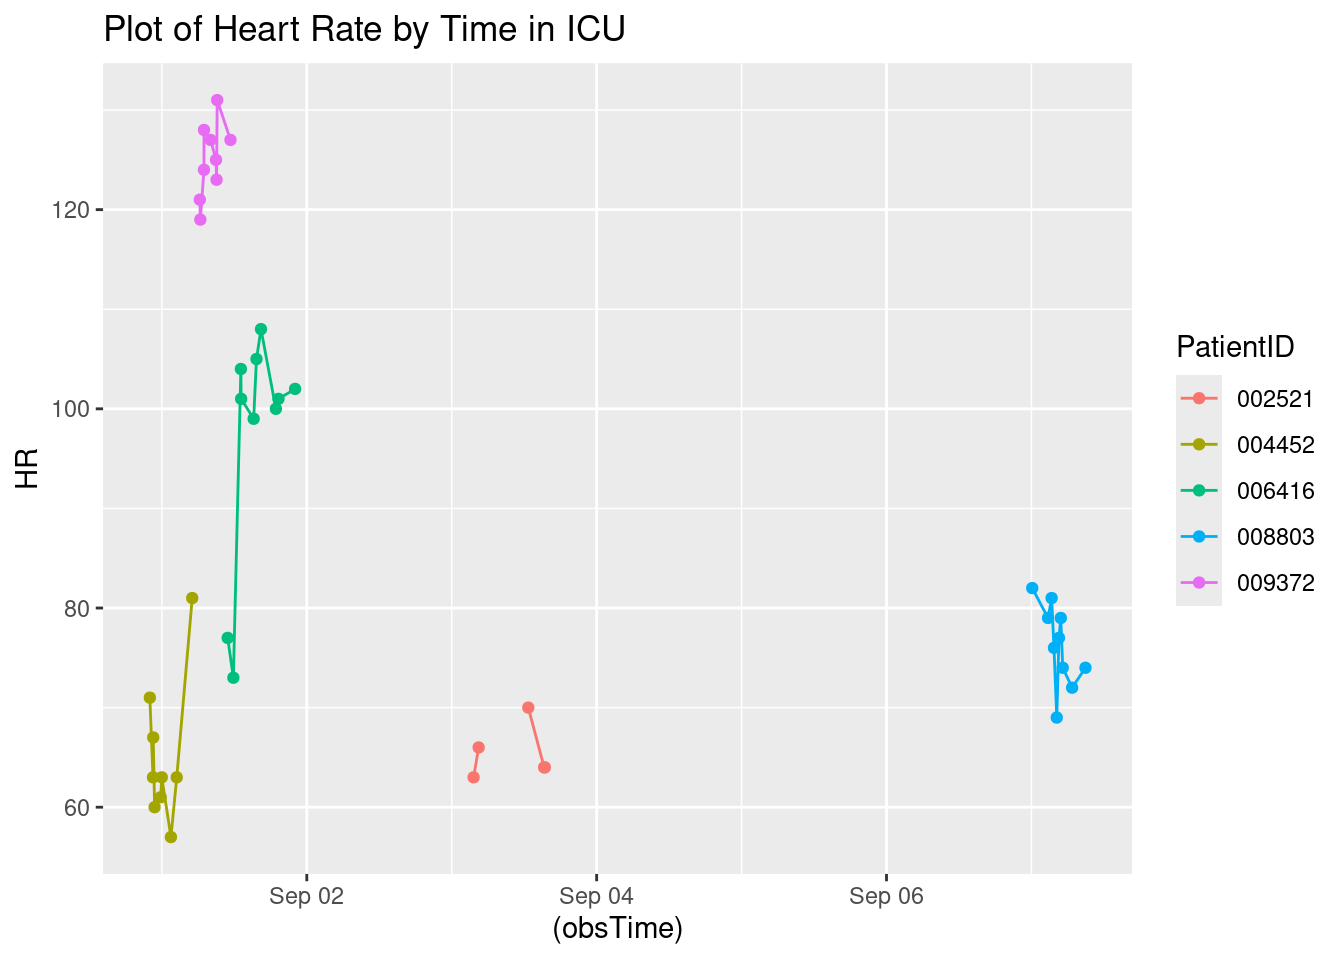 Plot of Heart Rate by Time in ICU
120
100
80
60
HR
Sep 02
Sep 04
Sep 06
(obsTime)
PatientID
002521
004452
006416
008803
009372